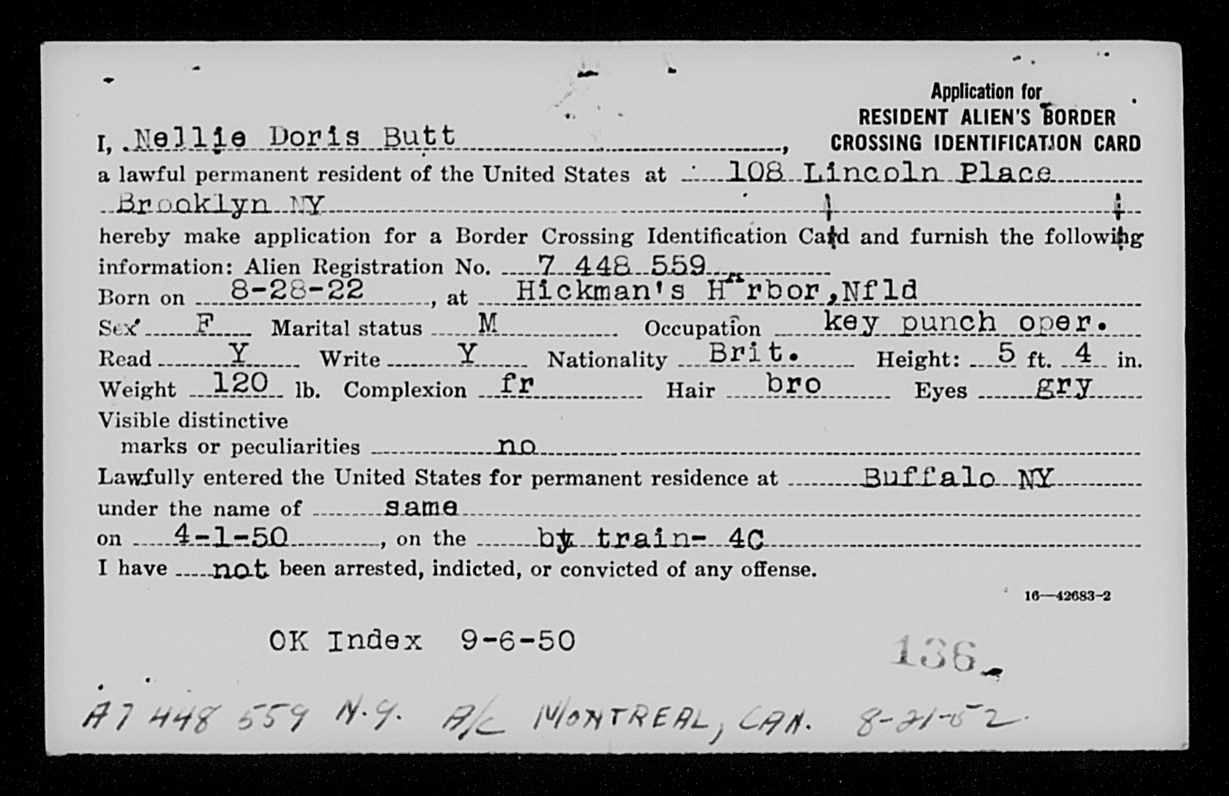 Application for
RESIDENT ALIEN'S BORDER
CROSSING IDENTIFICATION CARD
I, Nellie Doris Butt,
a lawful permanent resident of the United States at 108 Lincoln Place
Brooklyn NY
hereby make application for a Border Crossing Identification Card and furnish the following
information: Alien Registration No. 7 448 559
Born on 8-28-22, at Hickman's H rbor, Nfld
Sex F Marital status M Occupation key punch oper.
Read Y Write Y Nationality Brit. Height: 5 ft. 4 in.
Weight 120 lb. Complexion fr Hair bro Eyes gry
Visible distinctive
marks or peculiarities no
Lawfully entered the United States for permanent residence at Buffalo NY
under the name of same
on 4-1-50, on the by train- 4C
I have not been arrested, indicted, or convicted of any offense.
16—42683-2
OK Index 9-6-50
136
A7 448 559 N.Y. A/C MONTREAL, CAN. 8-21-52